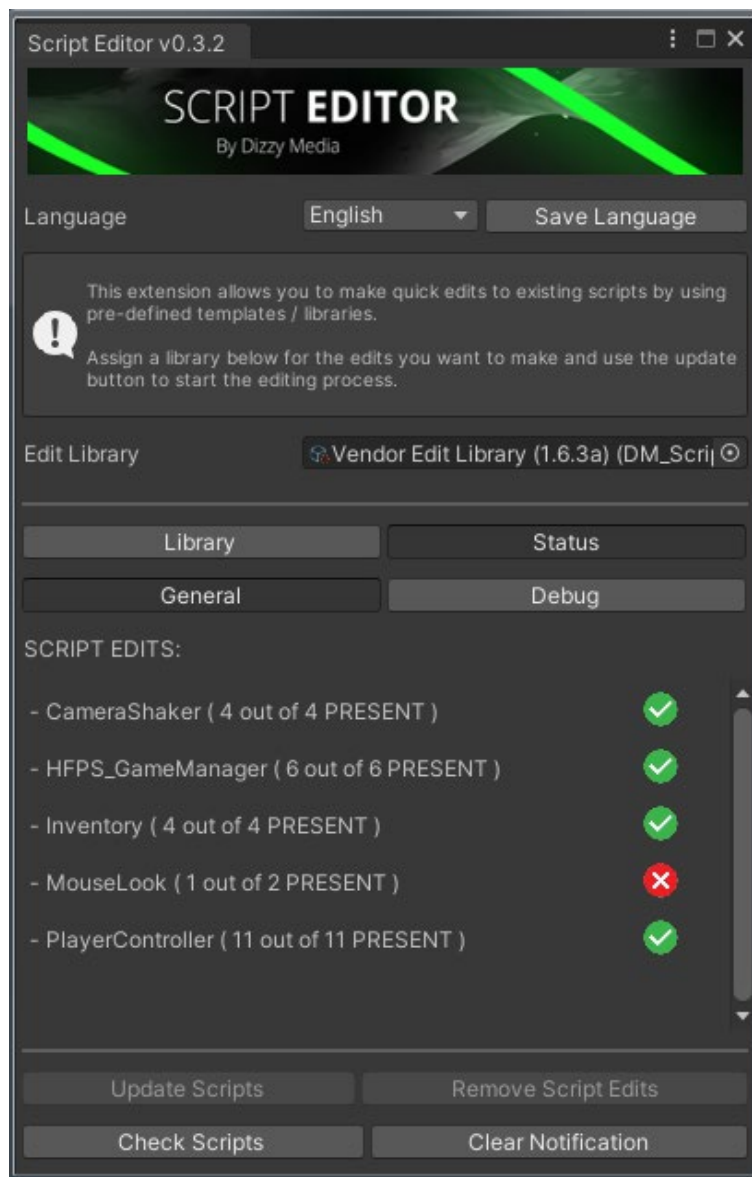 Script Editor v0.3.2
SCRIPT EDITOR
By Dizzy Media
Language
English
Save Language
This extension allows you to make quick edits to existing scripts by using
pre-defined templates / libraries.
Assign a library below for the edits you want to make and use the update
button to start the editing process.
Edit Library
Vendor Edit Library (1.6.3a) (DM_Scri
Library
Status
General
Debug
SCRIPT EDITS:
- CameraShaker ( 4 out of 4 PRESENT )
- HFPS_GameManager ( 6 out of 6 PRESENT )
- Inventory ( 4 out of 4 PRESENT )
- MouseLook ( 1 out of 2 PRESENT )
- PlayerController ( 11 out of 11 PRESENT )
Update Scripts
Remove Script Edits
Check Scripts
Clear Notification